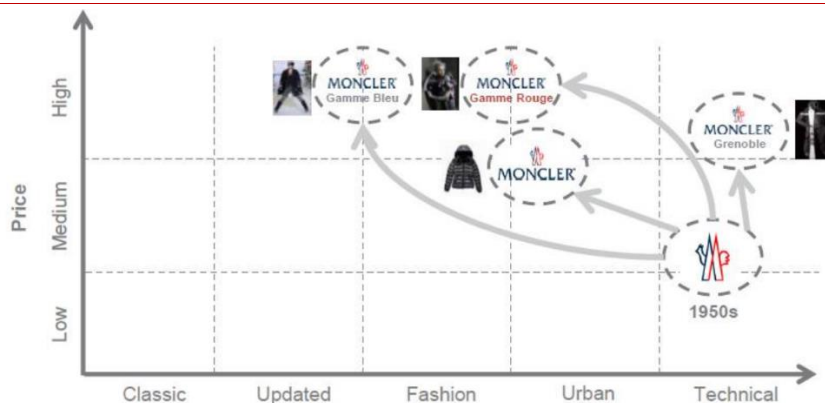 Price
High
Medium
Low
MONCLER
Gamme Bleu
MONCLER
Gamme Rouge
MONCLER
Grenoble
MONCLER
1950s
Classic
Updated
Fashion
Urban
Technical